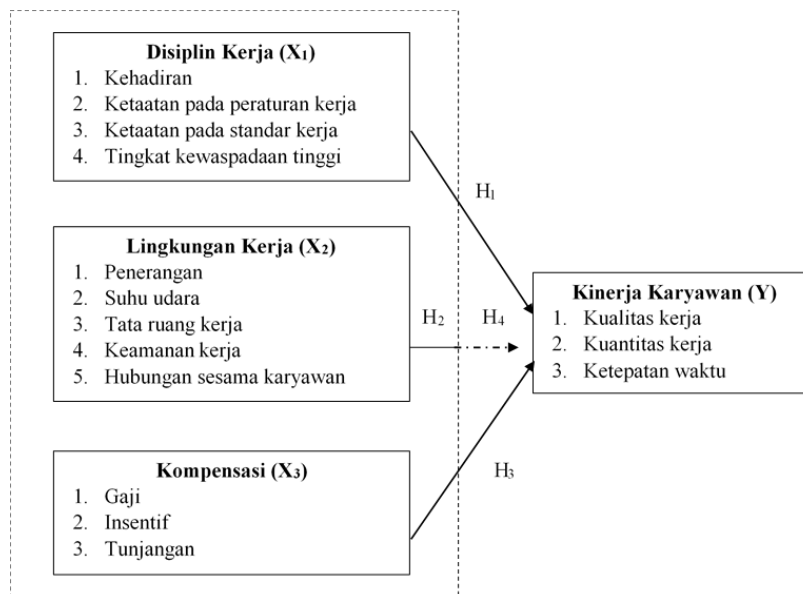 Disiplin Kerja (X₁)
1. Kehadiran
2. Ketaatan pada peraturan kerja
3. Ketaatan pada standar kerja
4. Tingkat kewaspadaan tinggi
H₁
Lingkungan Kerja (X₂)
1. Penerangan
2. Suhu udara
3. Tata ruang kerja
4. Keamanan kerja
5. Hubungan sesama karyawan
H₂
H₄
Kinerja Karyawan (Y)
1. Kualitas kerja
2. Kuantitas kerja
3. Ketepatan waktu
Kompensasi (X₃)
1. Gaji
2. Insentif
3. Tunjangan
H₃